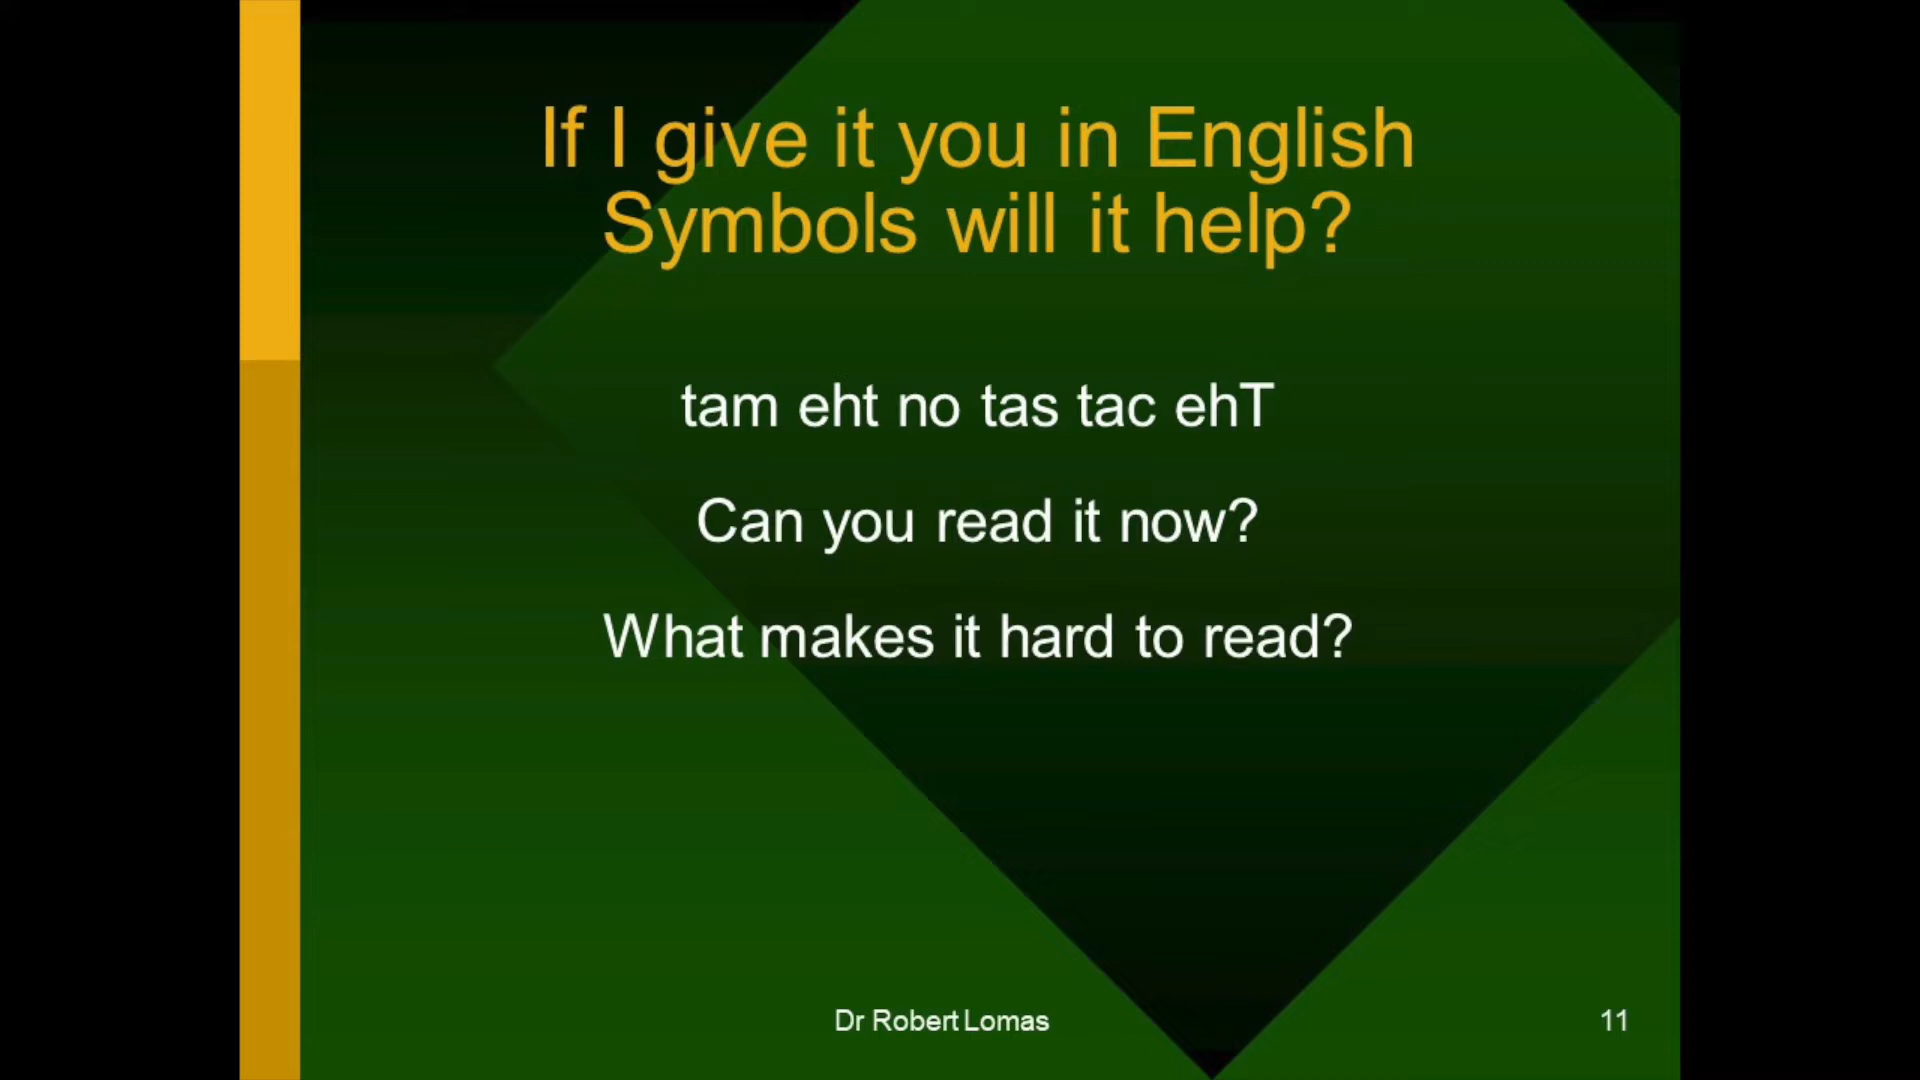 If I give it you in English
Symbols will it help?
tam eht no tas tac ehT
Can you read it now?
What makes it hard to read?
Dr Robert Lomas
11